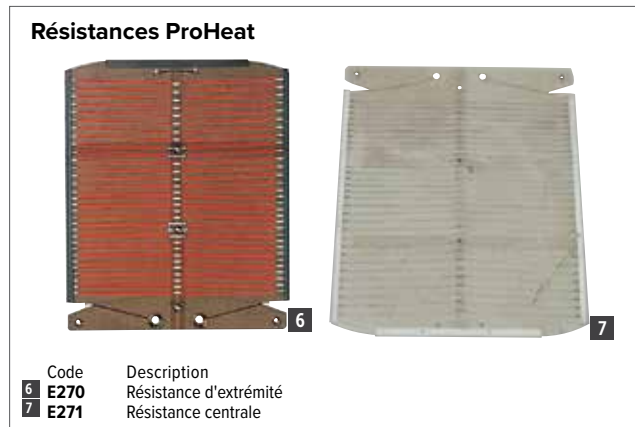 Résistances ProHeat
6
7
Code Description
6 E270 Résistance d'extrémité
7 E271 Résistance centrale